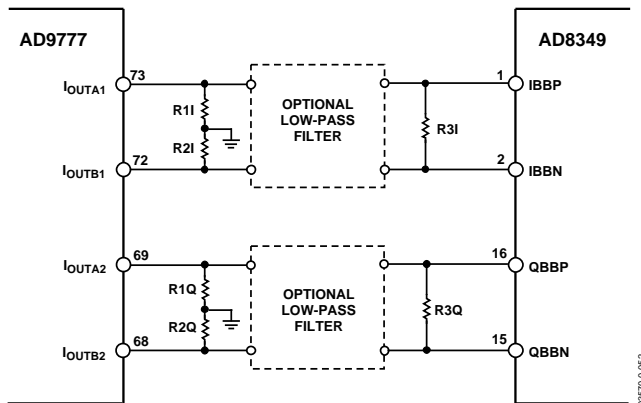 AD9777
AD8349
IOUTA1
73
R1I
R2I
IOUTB1
72
OPTIONAL
LOW-PASS
FILTER
R3I
1
IBBP
2
IBBN
IOUTA2
69
R1Q
R2Q
IOUTB2
68
OPTIONAL
LOW-PASS
FILTER
R3Q
16
QBBP
15
QBBN